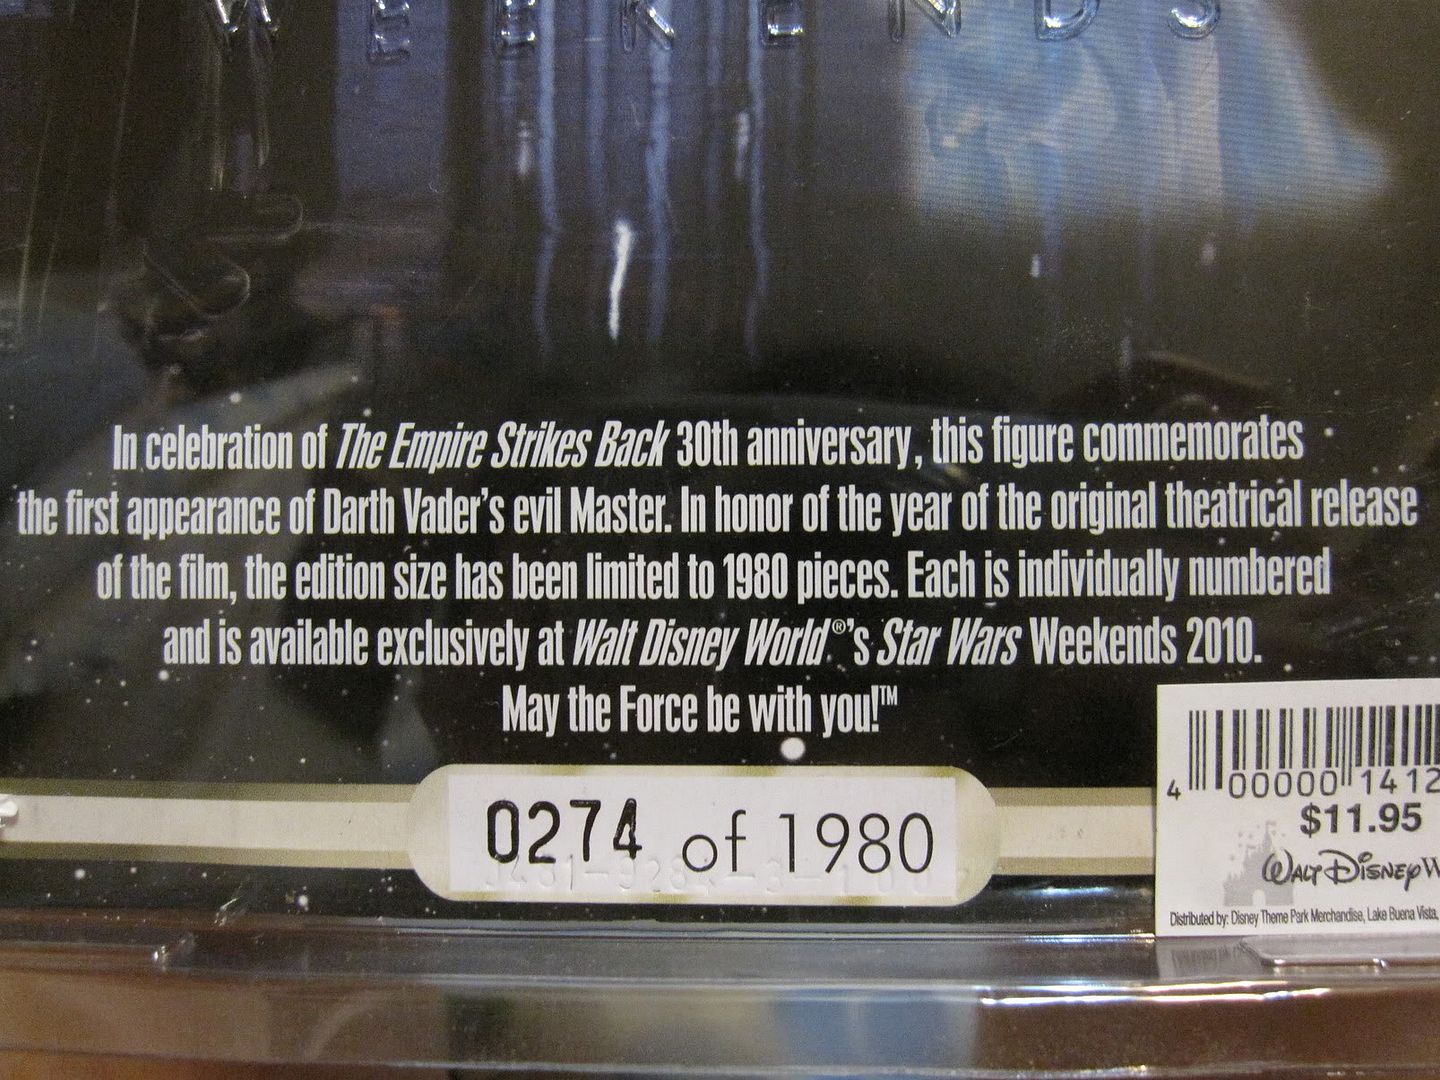 WEEKENDS
In celebration of The Empire Strikes Back 30th anniversary, this figure commemorates
the first appearance of Darth Vader's evil Master. In honor of the year of the original theatrical release
of the film, the edition size has been limited to 1980 pieces. Each is individually numbered
and is available exclusively at Walt Disney World®'s Star Wars Weekends 2010.
May the Force be with you!™
0274 of 1980
4 00000 1412
$11.95
WALT DISNEY W
Distributed by: Disney Theme Park Merchandise, Lake Buena Vista,